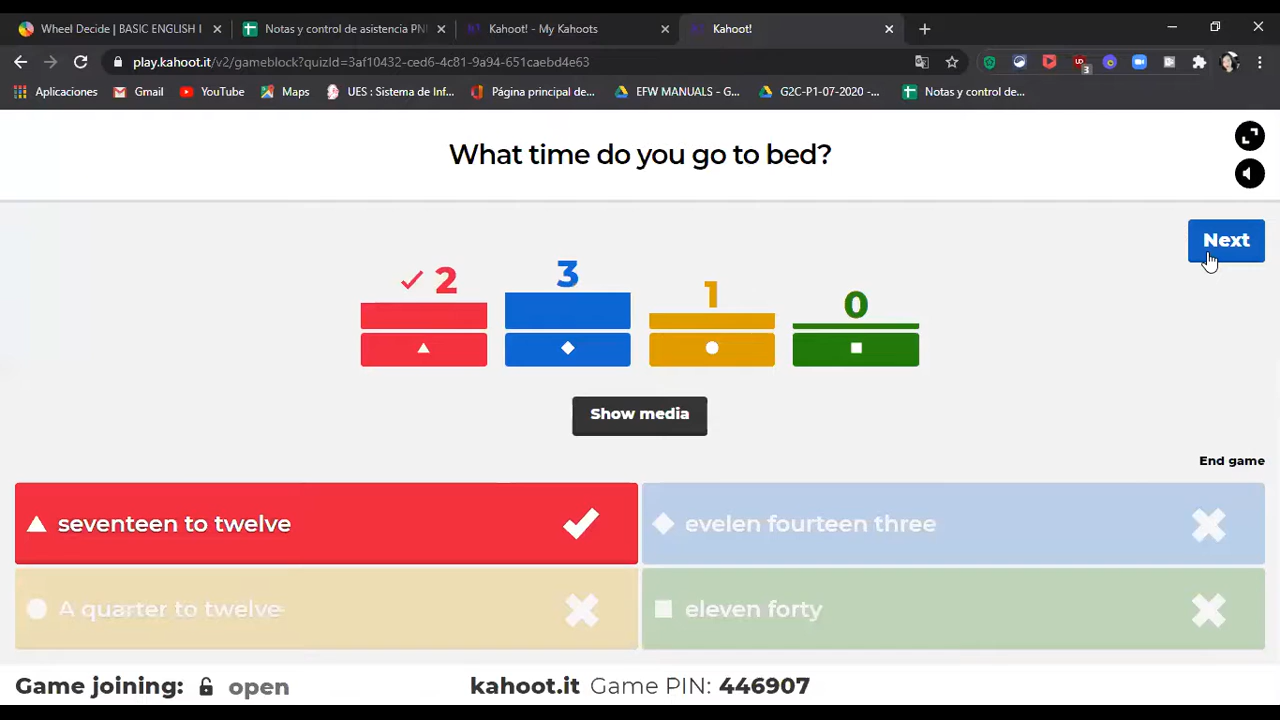 Wheel Decide | BASIC ENGLISH I
Notas y control de asistencia PN
Kahoot! - My Kahoots
Kahoot!
play.kahoot.it/v2/gameblock?quizId=3af10432-ced6-4c81-9a94-651caebd4e63
3
Aplicaciones
Gmail
YouTube
Maps
UES : Sistema de Inf...
Página principal de...
EFW MANUALS - G...
G2C-P1-07-2020 -...
Notas y control de...
What time do you go to bed?
Next
2
3
1
0
Show media
End game
seventeen to twelve
evelen fourteen three
A quarter to twelve
eleven forty
Game joining: open
kahoot.it Game PIN: 446907